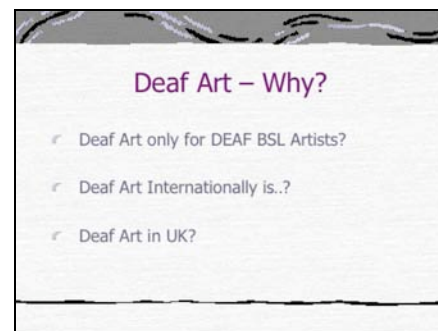 Deaf Art – Why?
Deaf Art only for DEAF BSL Artists?
Deaf Art Internationally is..?
Deaf Art in UK?